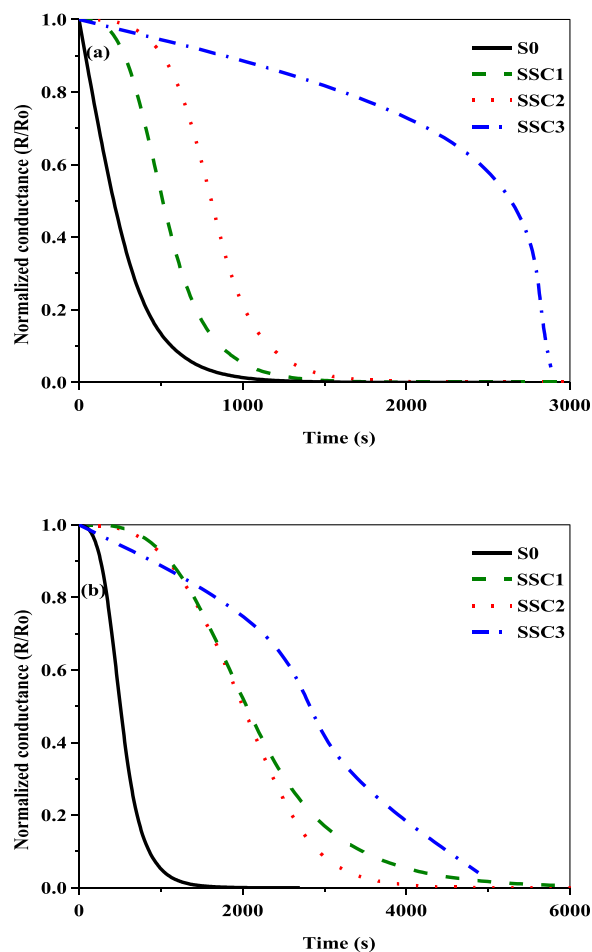 1.0
0.8
0.6
0.4
0.2
0.0
Normalized conductance (R/Ro)
(a)
S0
SSC1
SSC2
SSC3
0 1000 2000 3000
Time (s)
1.0
0.8
0.6
0.4
0.2
0.0
Normalized conductance (R/Ro)
(b)
S0
SSC1
SSC2
SSC3
0 2000 4000 6000
Time (s)